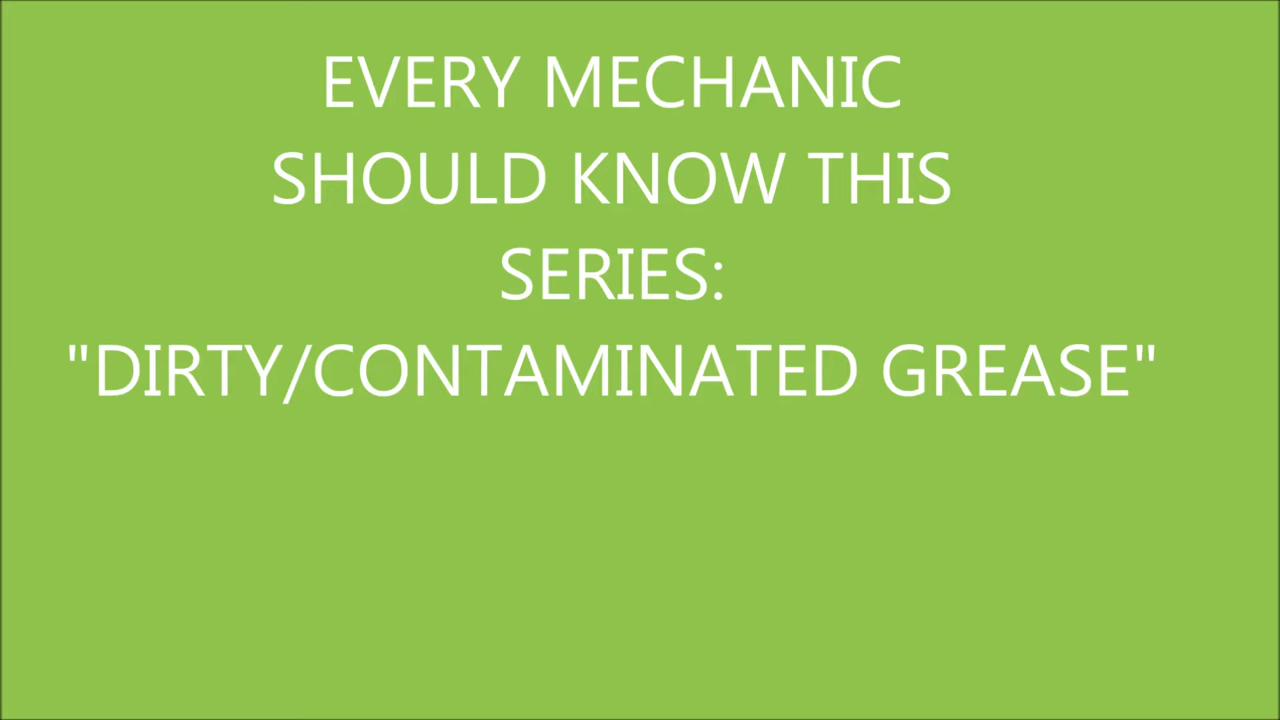 EVERY MECHANIC
SHOULD KNOW THIS
SERIES:
"DIRTY/CONTAMINATED GREASE"